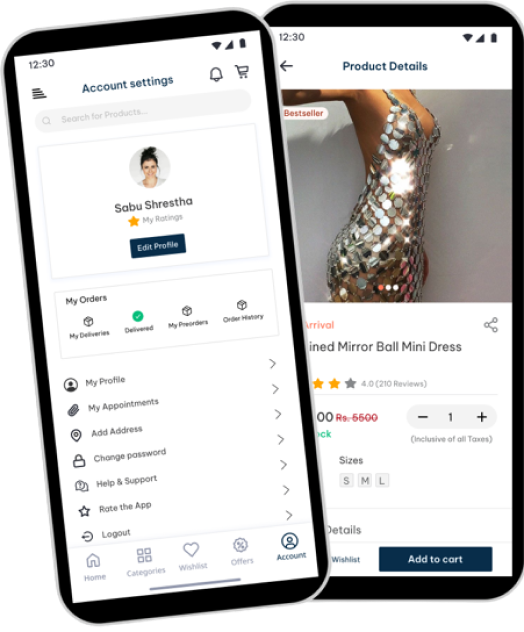 12:30
Account settings
Search for Products...
Sabu Shrestha
My Ratings
Edit Profile
My Orders
My Deliveries
Delivered
My Preorders
Order History
My Profile
My Appointments
Add Address
Change password
Help & Support
Rate the App
Logout
Home
Categories
Wishlist
Offers
Account
12:30
Product Details
Bestseller
rrival
ined Mirror Ball Mini Dress
4.0 (210 Reviews)
00 Rs. 5500
ck
− 1 +
(Inclusive of all Taxes)
Sizes
S M L
Details
Wishlist
Add to cart